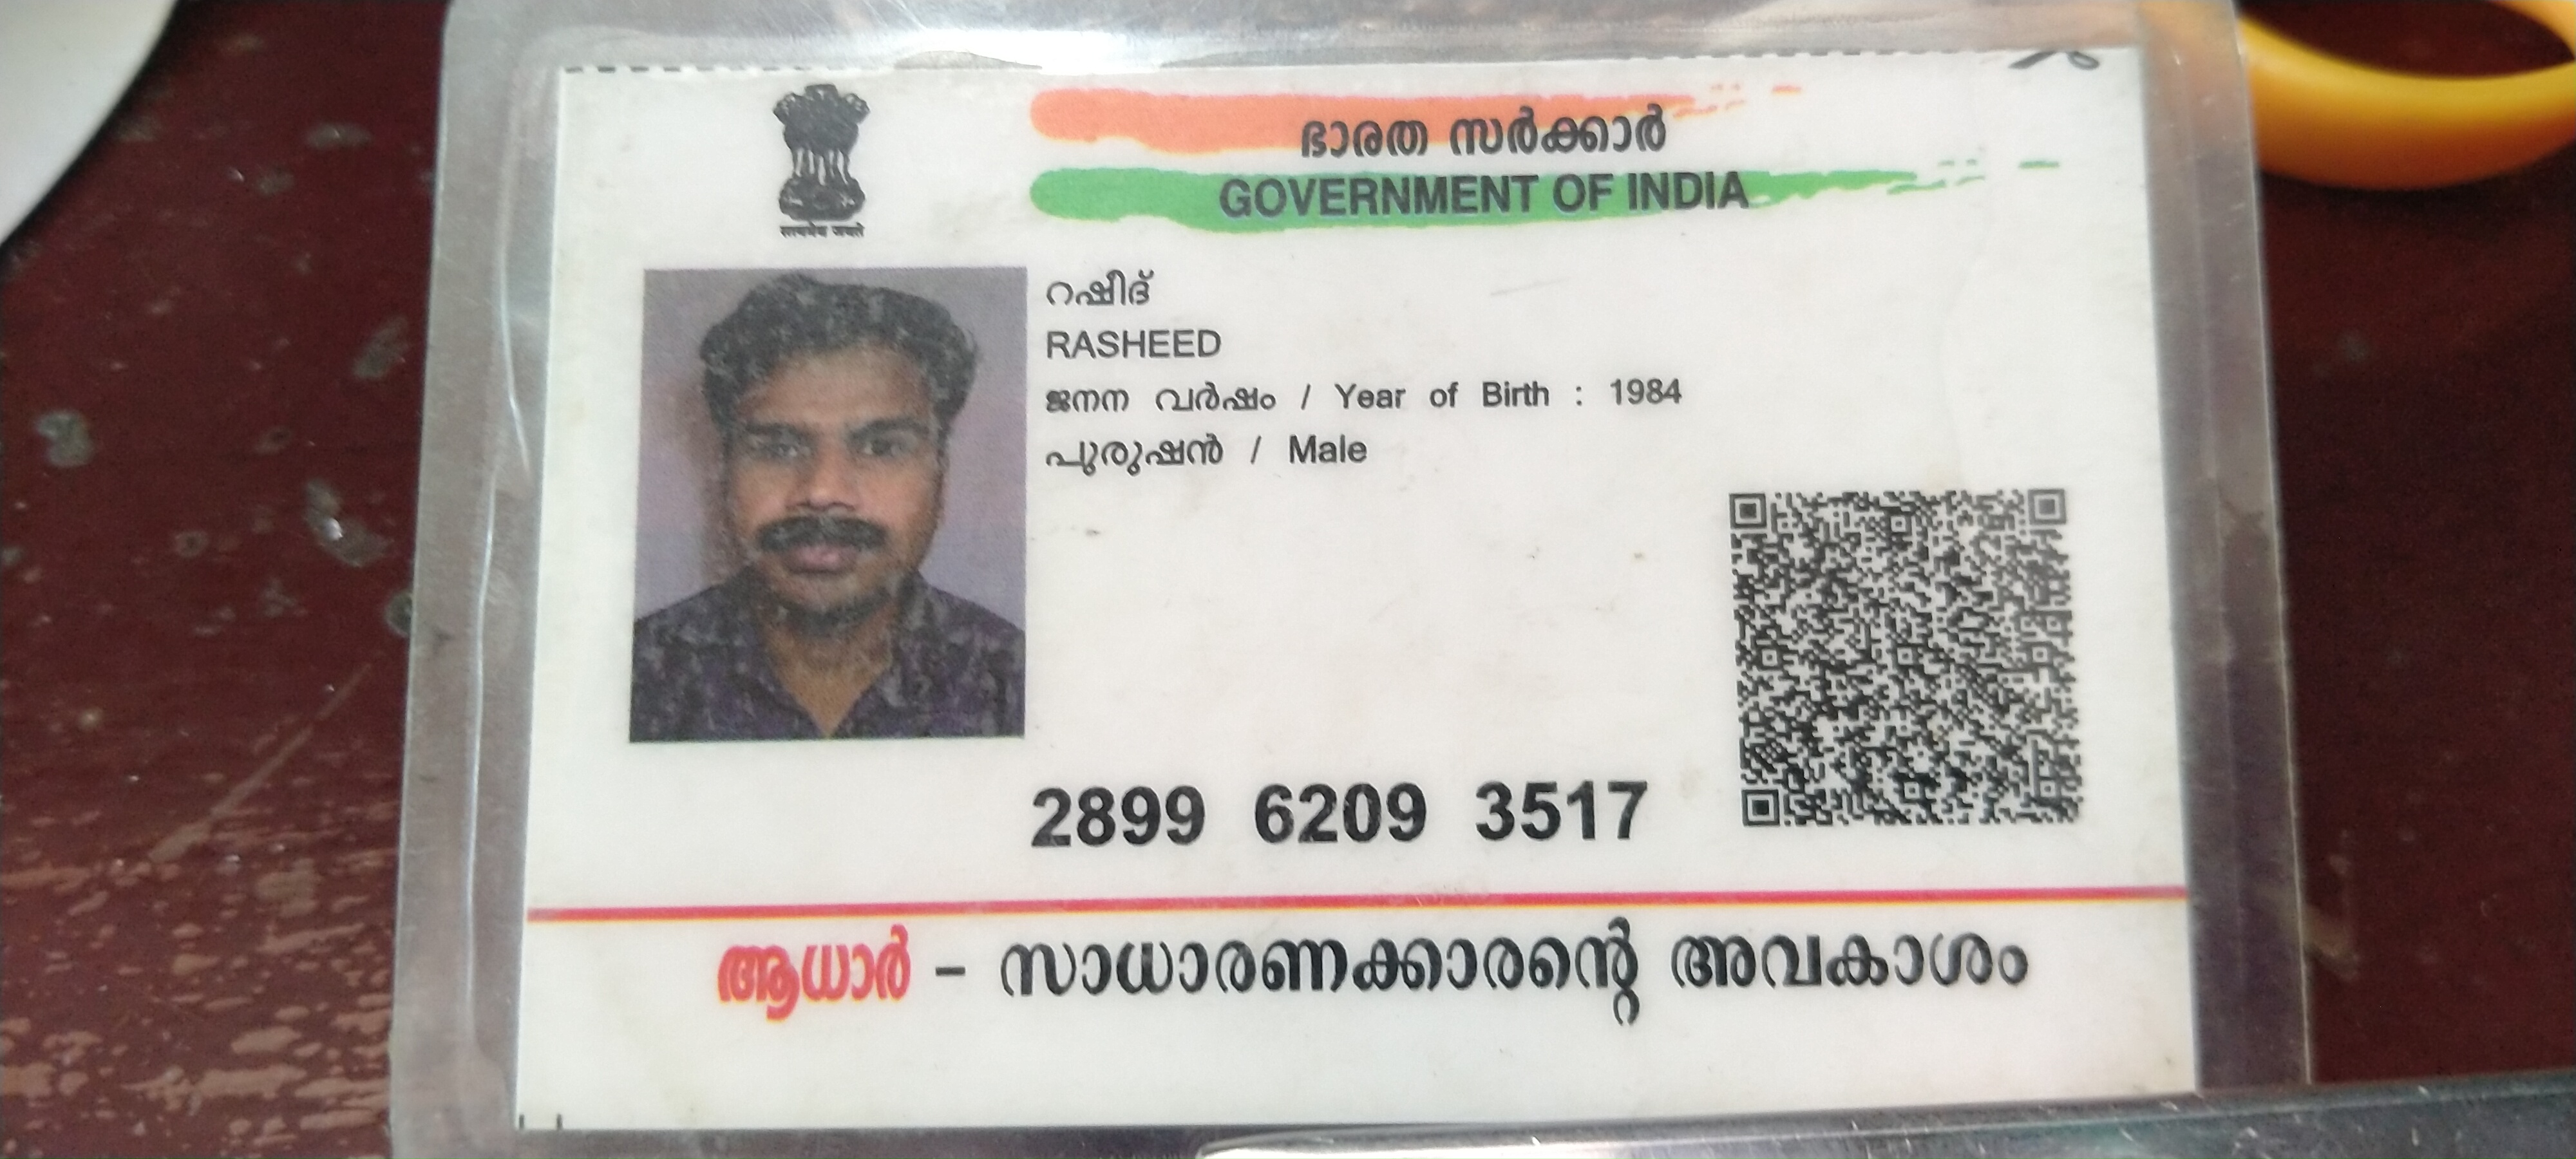 ഭാരത സർക്കാർ
GOVERNMENT OF INDIA
सत्यमेव जयते
റഷീദ്
RASHEED
ജനന വർഷം / Year of Birth : 1984
പുരുഷൻ / Male
2899 6209 3517
ആധാർ – സാധാരണക്കാരന്റെ അവകാശം